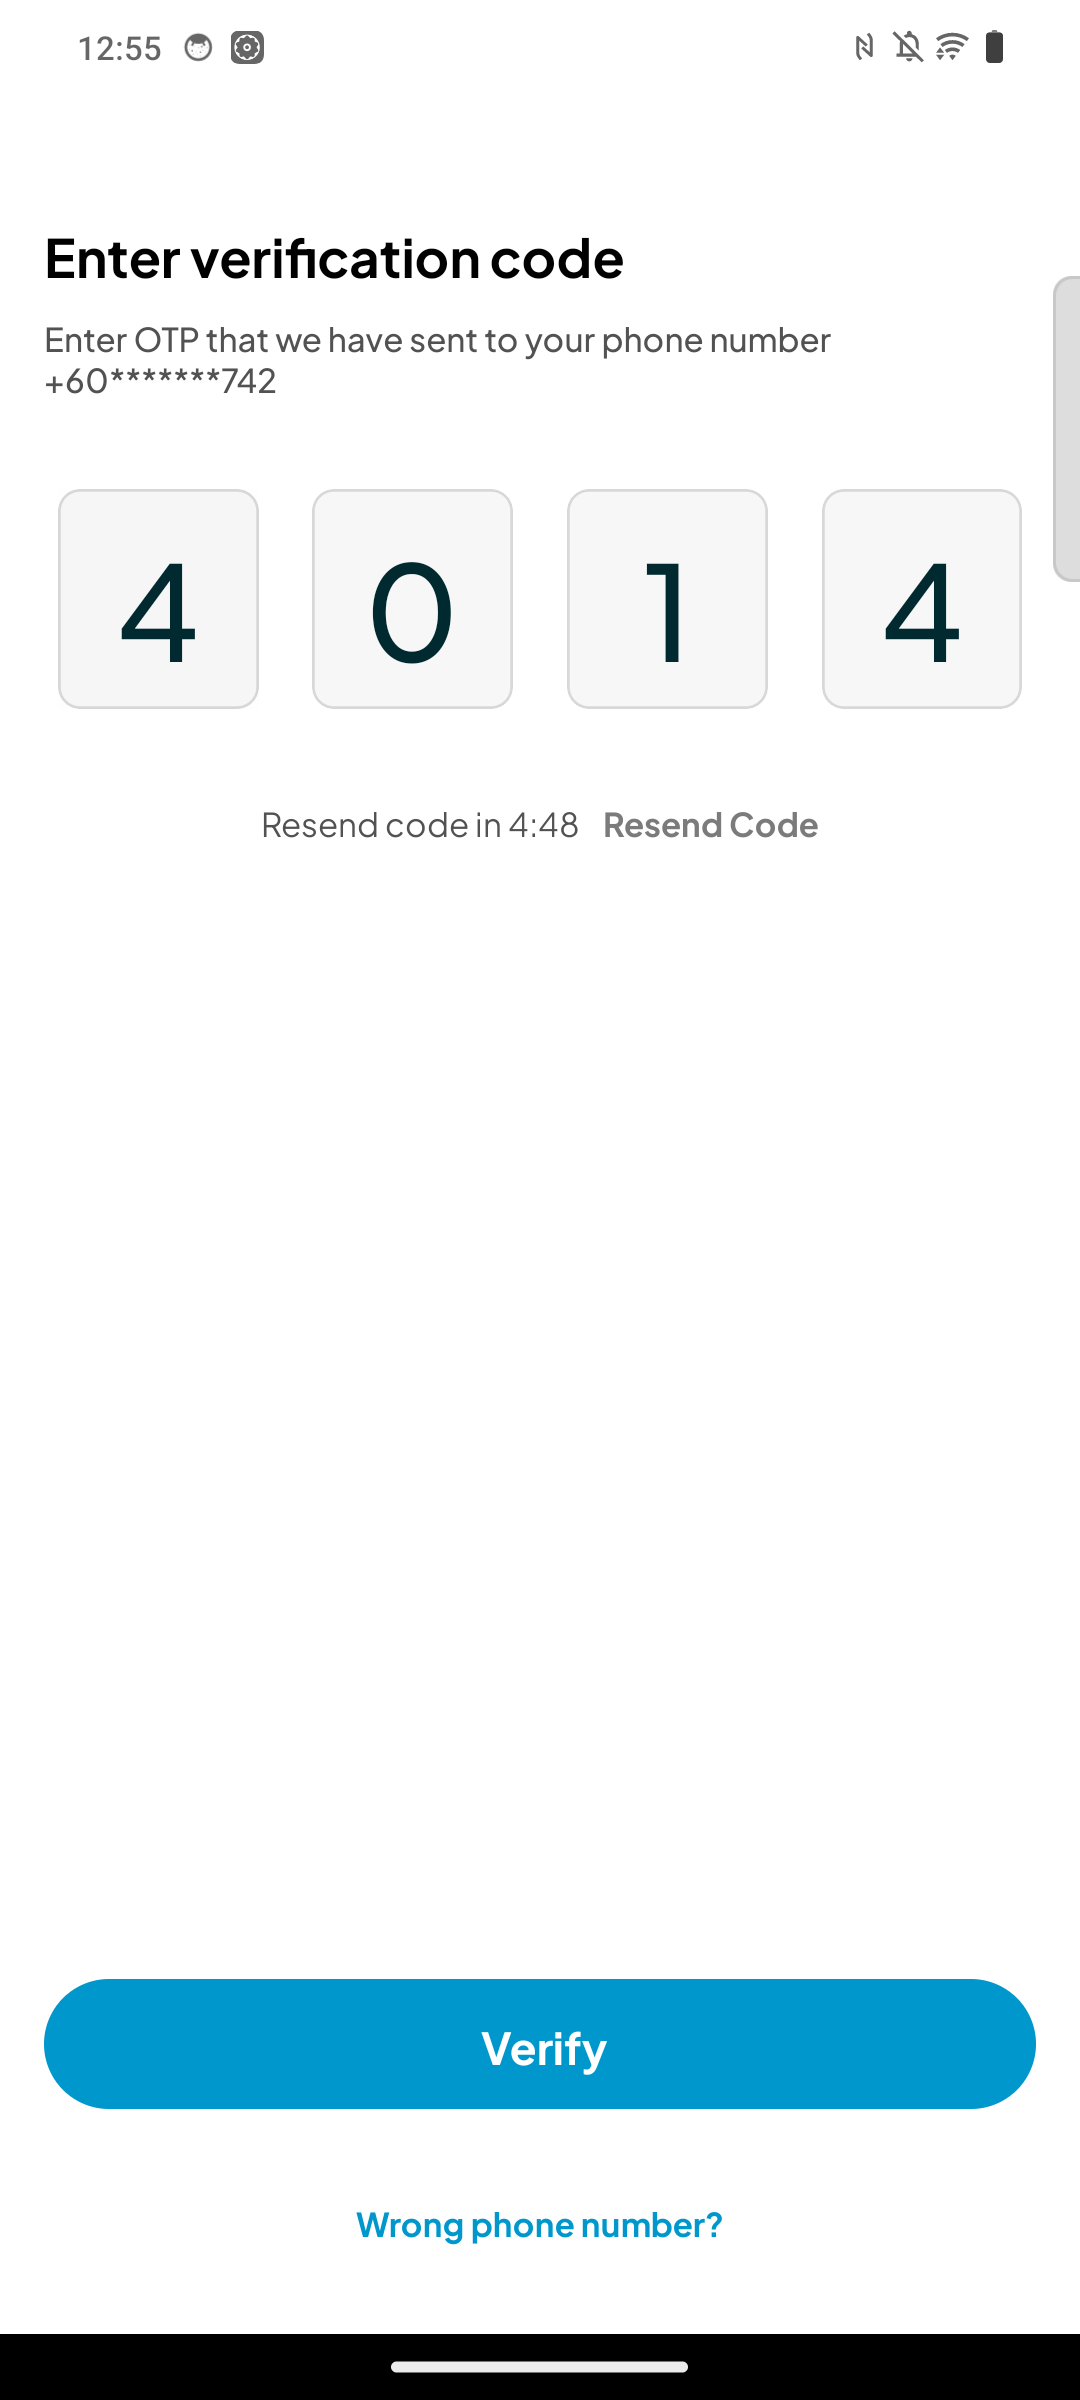 12:55
Enter verification code
Enter OTP that we have sent to your phone number
+60*******742
4 0 1 4
Resend code in 4:48 Resend Code
Verify
Wrong phone number?